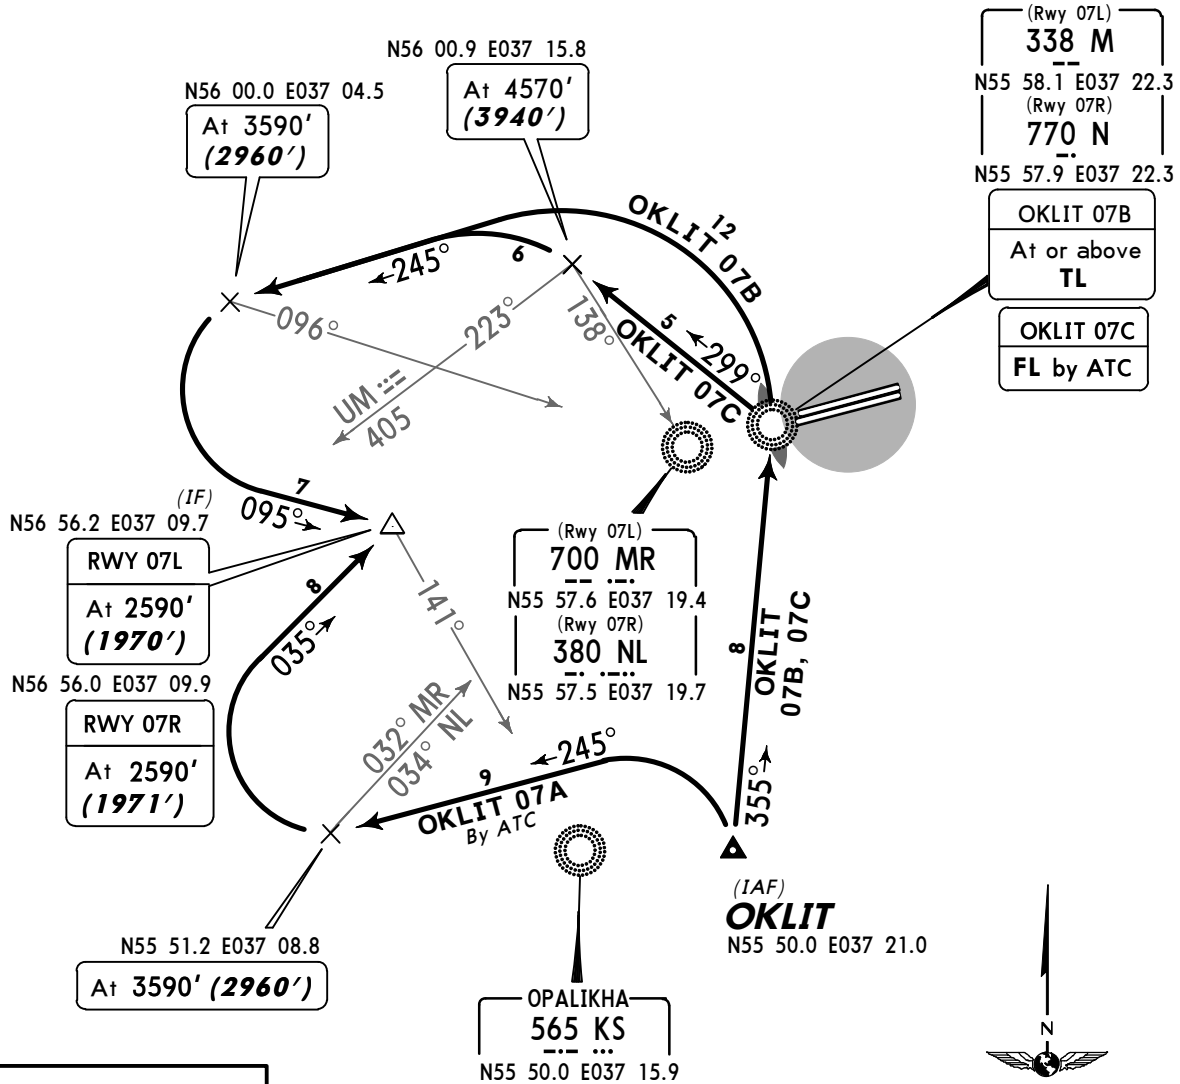 (Rwy 07L)
338 M
N55 58.1 E037 22.3
(Rwy 07R)
770 N
N55 57.9 E037 22.3
OKLIT 07B
At or above
TL
OKLIT 07C
FL by ATC
N56 00.9 E037 15.8
At 4570'
(3940')
N56 00.0 E037 04.5
At 3590'
(2960')
OKLIT 07B
12
6
245°
5
299°
OKLIT 07C
096°
223°
138°
UM
405
7
095°
(IF)
N56 56.2 E037 09.7
RWY 07L
At 2590'
(1970')
N56 56.0 E037 09.9
RWY 07R
At 2590'
(1971')
8
035°
141°
(Rwy 07L)
700 MR
N55 57.6 E037 19.4
(Rwy 07R)
380 NL
N55 57.5 E037 19.7
8
OKLIT
07B, 07C
355°
032° MR
034° NL
245°
9
OKLIT 07A
By ATC
(IAF)
OKLIT
N55 50.0 E037 21.0
N55 51.2 E037 08.8
At 3590' (2960')
OPALIKHA
565 KS
N55 50.0 E037 15.9
N